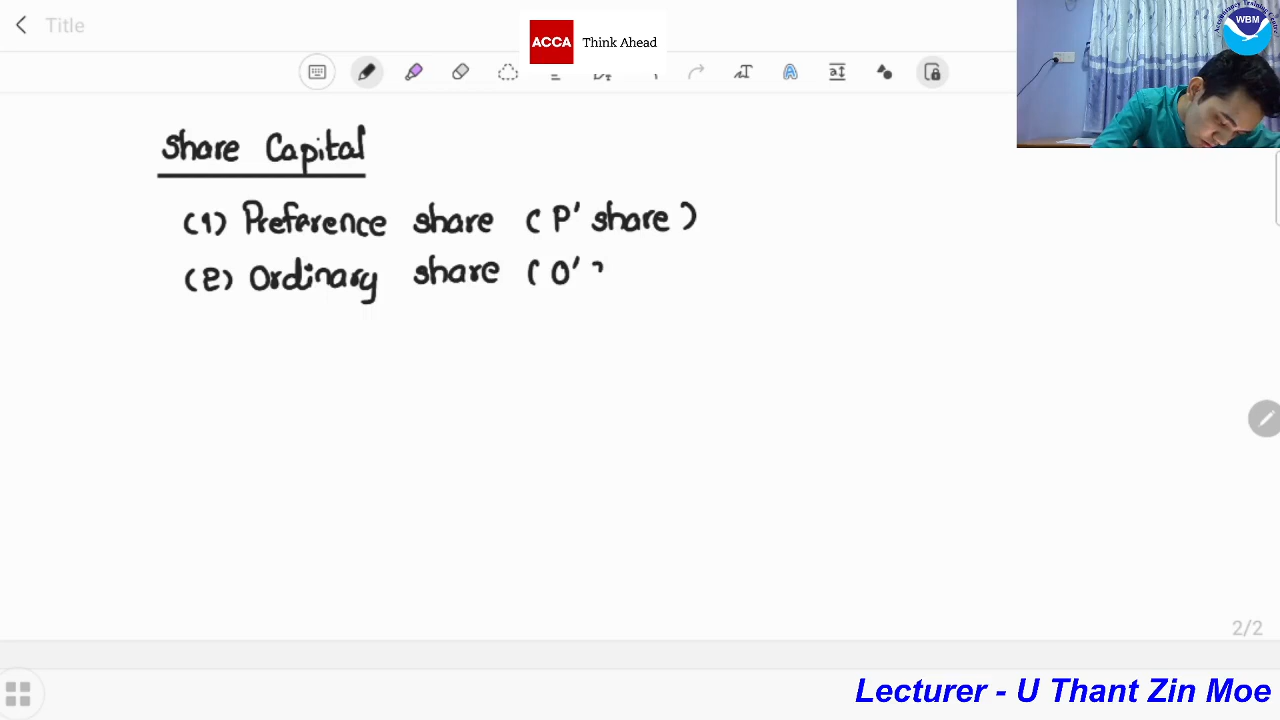 Title
ACCA Think Ahead
WBM
Share Capital
(1) Preference share (P' share)
(2) Ordinary share (O'
2/2
Lecturer - U Thant Zin Moe